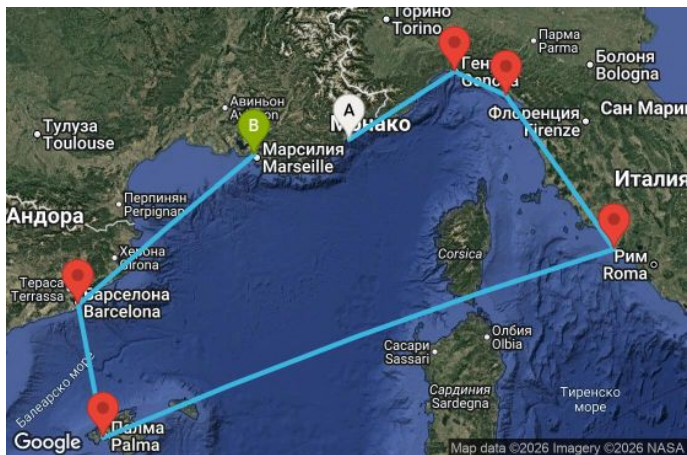 Торино
Torino
Парма
Parma
Болоня
Bologna
Генуа
Genova
Флоренция
Firenze
Сан Мари
A
Монако
B
Авиньон
Марсилия
Marseille
Тулуза
Toulouse
Перпинян
Perpignan
Андора
Херона
Girona
Тераса
Terrassa
Барселона
Barcelona
Corsica
Италия
Рим
Roma
Сасари
Sassari
Олбия
Olbia
Сардиния
Sardegna
Тиренско
море
Балеарско море
Палма
Palma
Google
Map data ©2026 Imagery ©2026 NASA